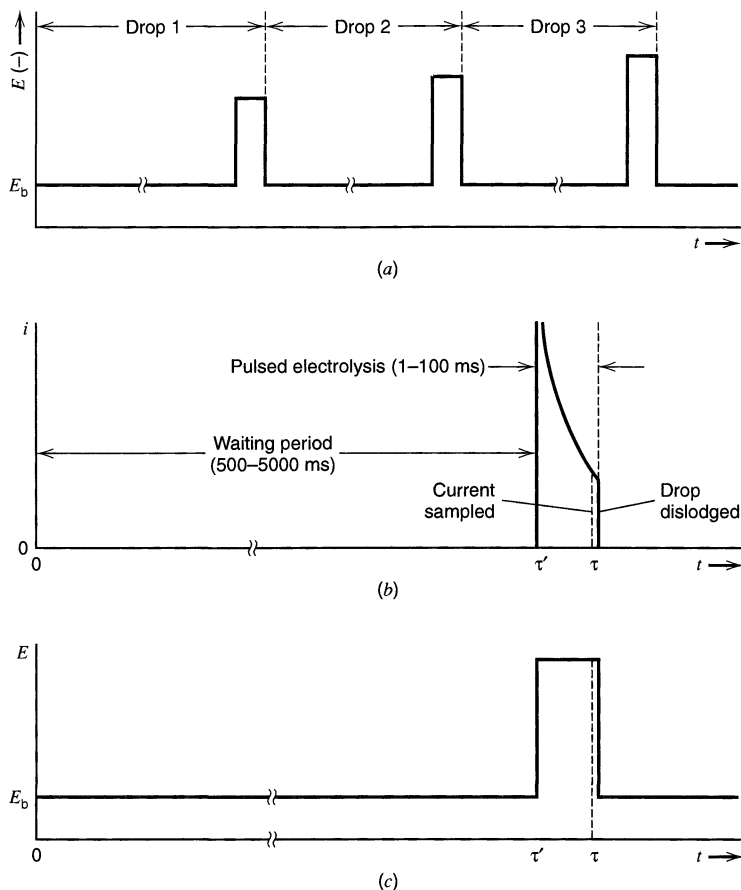 E (−)
Drop 1
Drop 2
Drop 3
E_b
t
(a)
i
Pulsed electrolysis (1–100 ms)
Waiting period
(500–5000 ms)
Current
sampled
Drop
dislodged
0
0
τ′
τ
t
(b)
E
E_b
0
τ′
τ
t
(c)